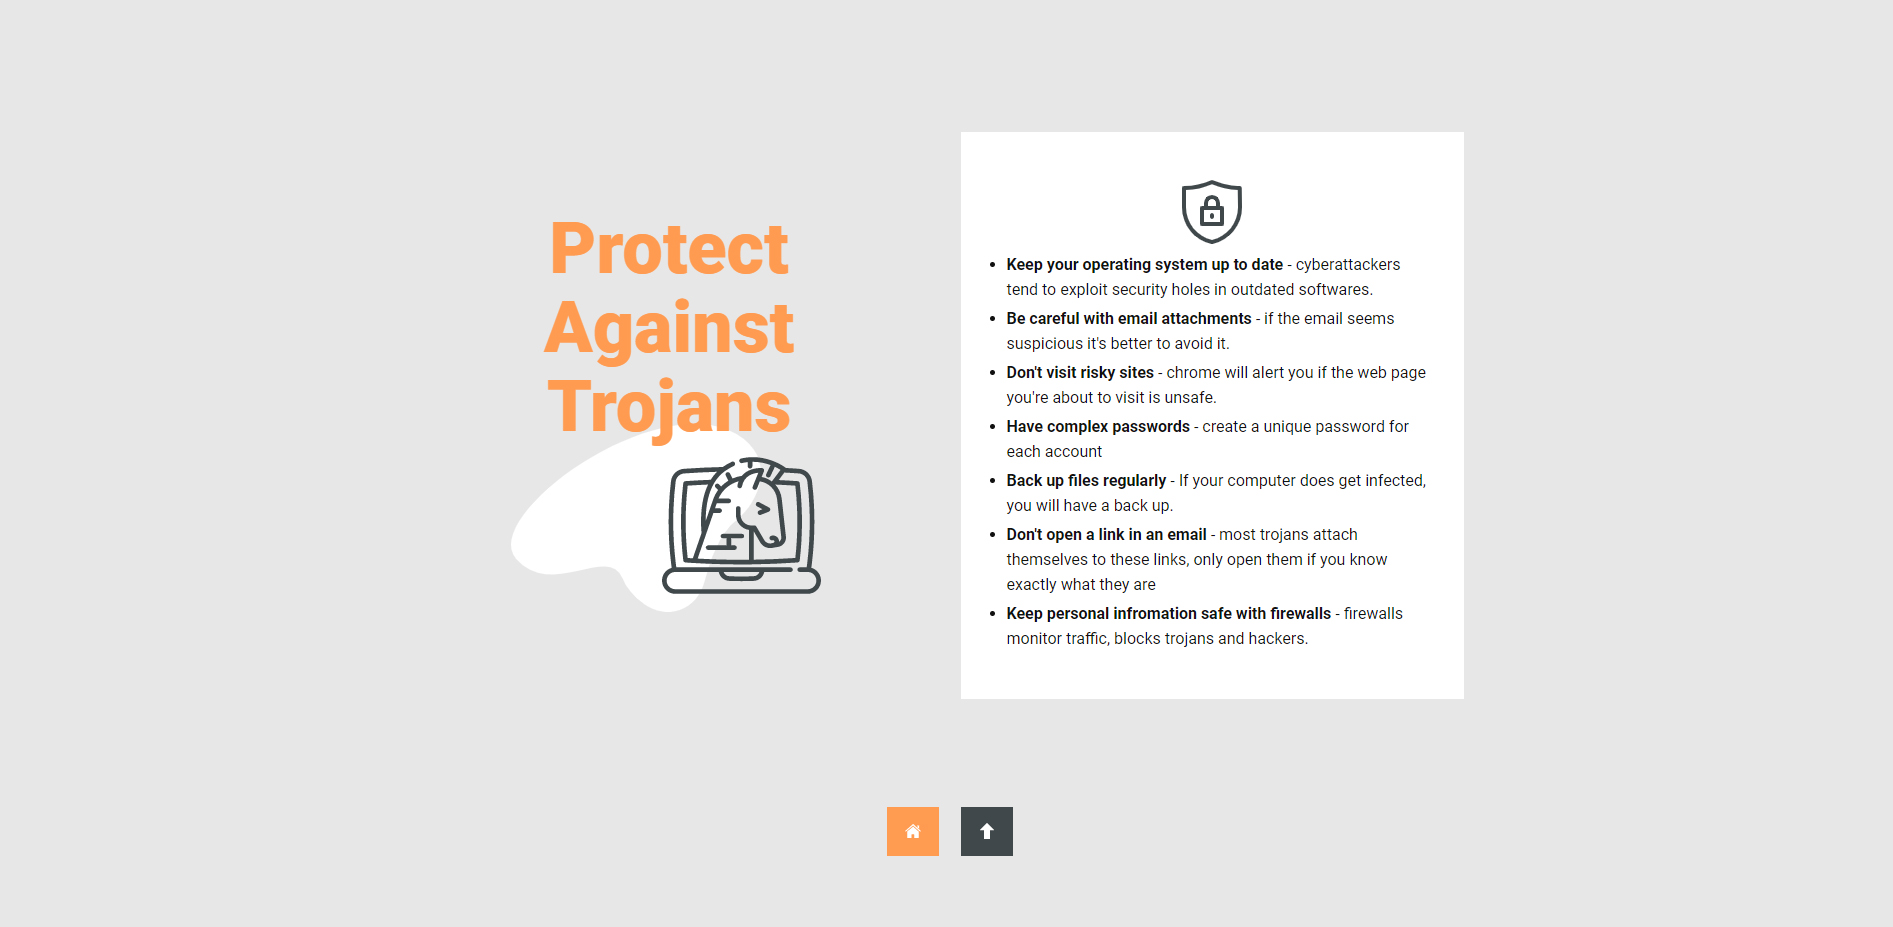 Protect
Against
Trojans
Keep your operating system up to date - cyberattackers
tend to exploit security holes in outdated softwares.
Be careful with email attachments - if the email seems
suspicious it's better to avoid it.
Don't visit risky sites - chrome will alert you if the web page
you're about to visit is unsafe.
Have complex passwords - create a unique password for
each account
Back up files regularly - If your computer does get infected,
you will have a back up.
Don't open a link in an email - most trojans attach
themselves to these links, only open them if you know
exactly what they are
Keep personal infromation safe with firewalls - firewalls
monitor traffic, blocks trojans and hackers.